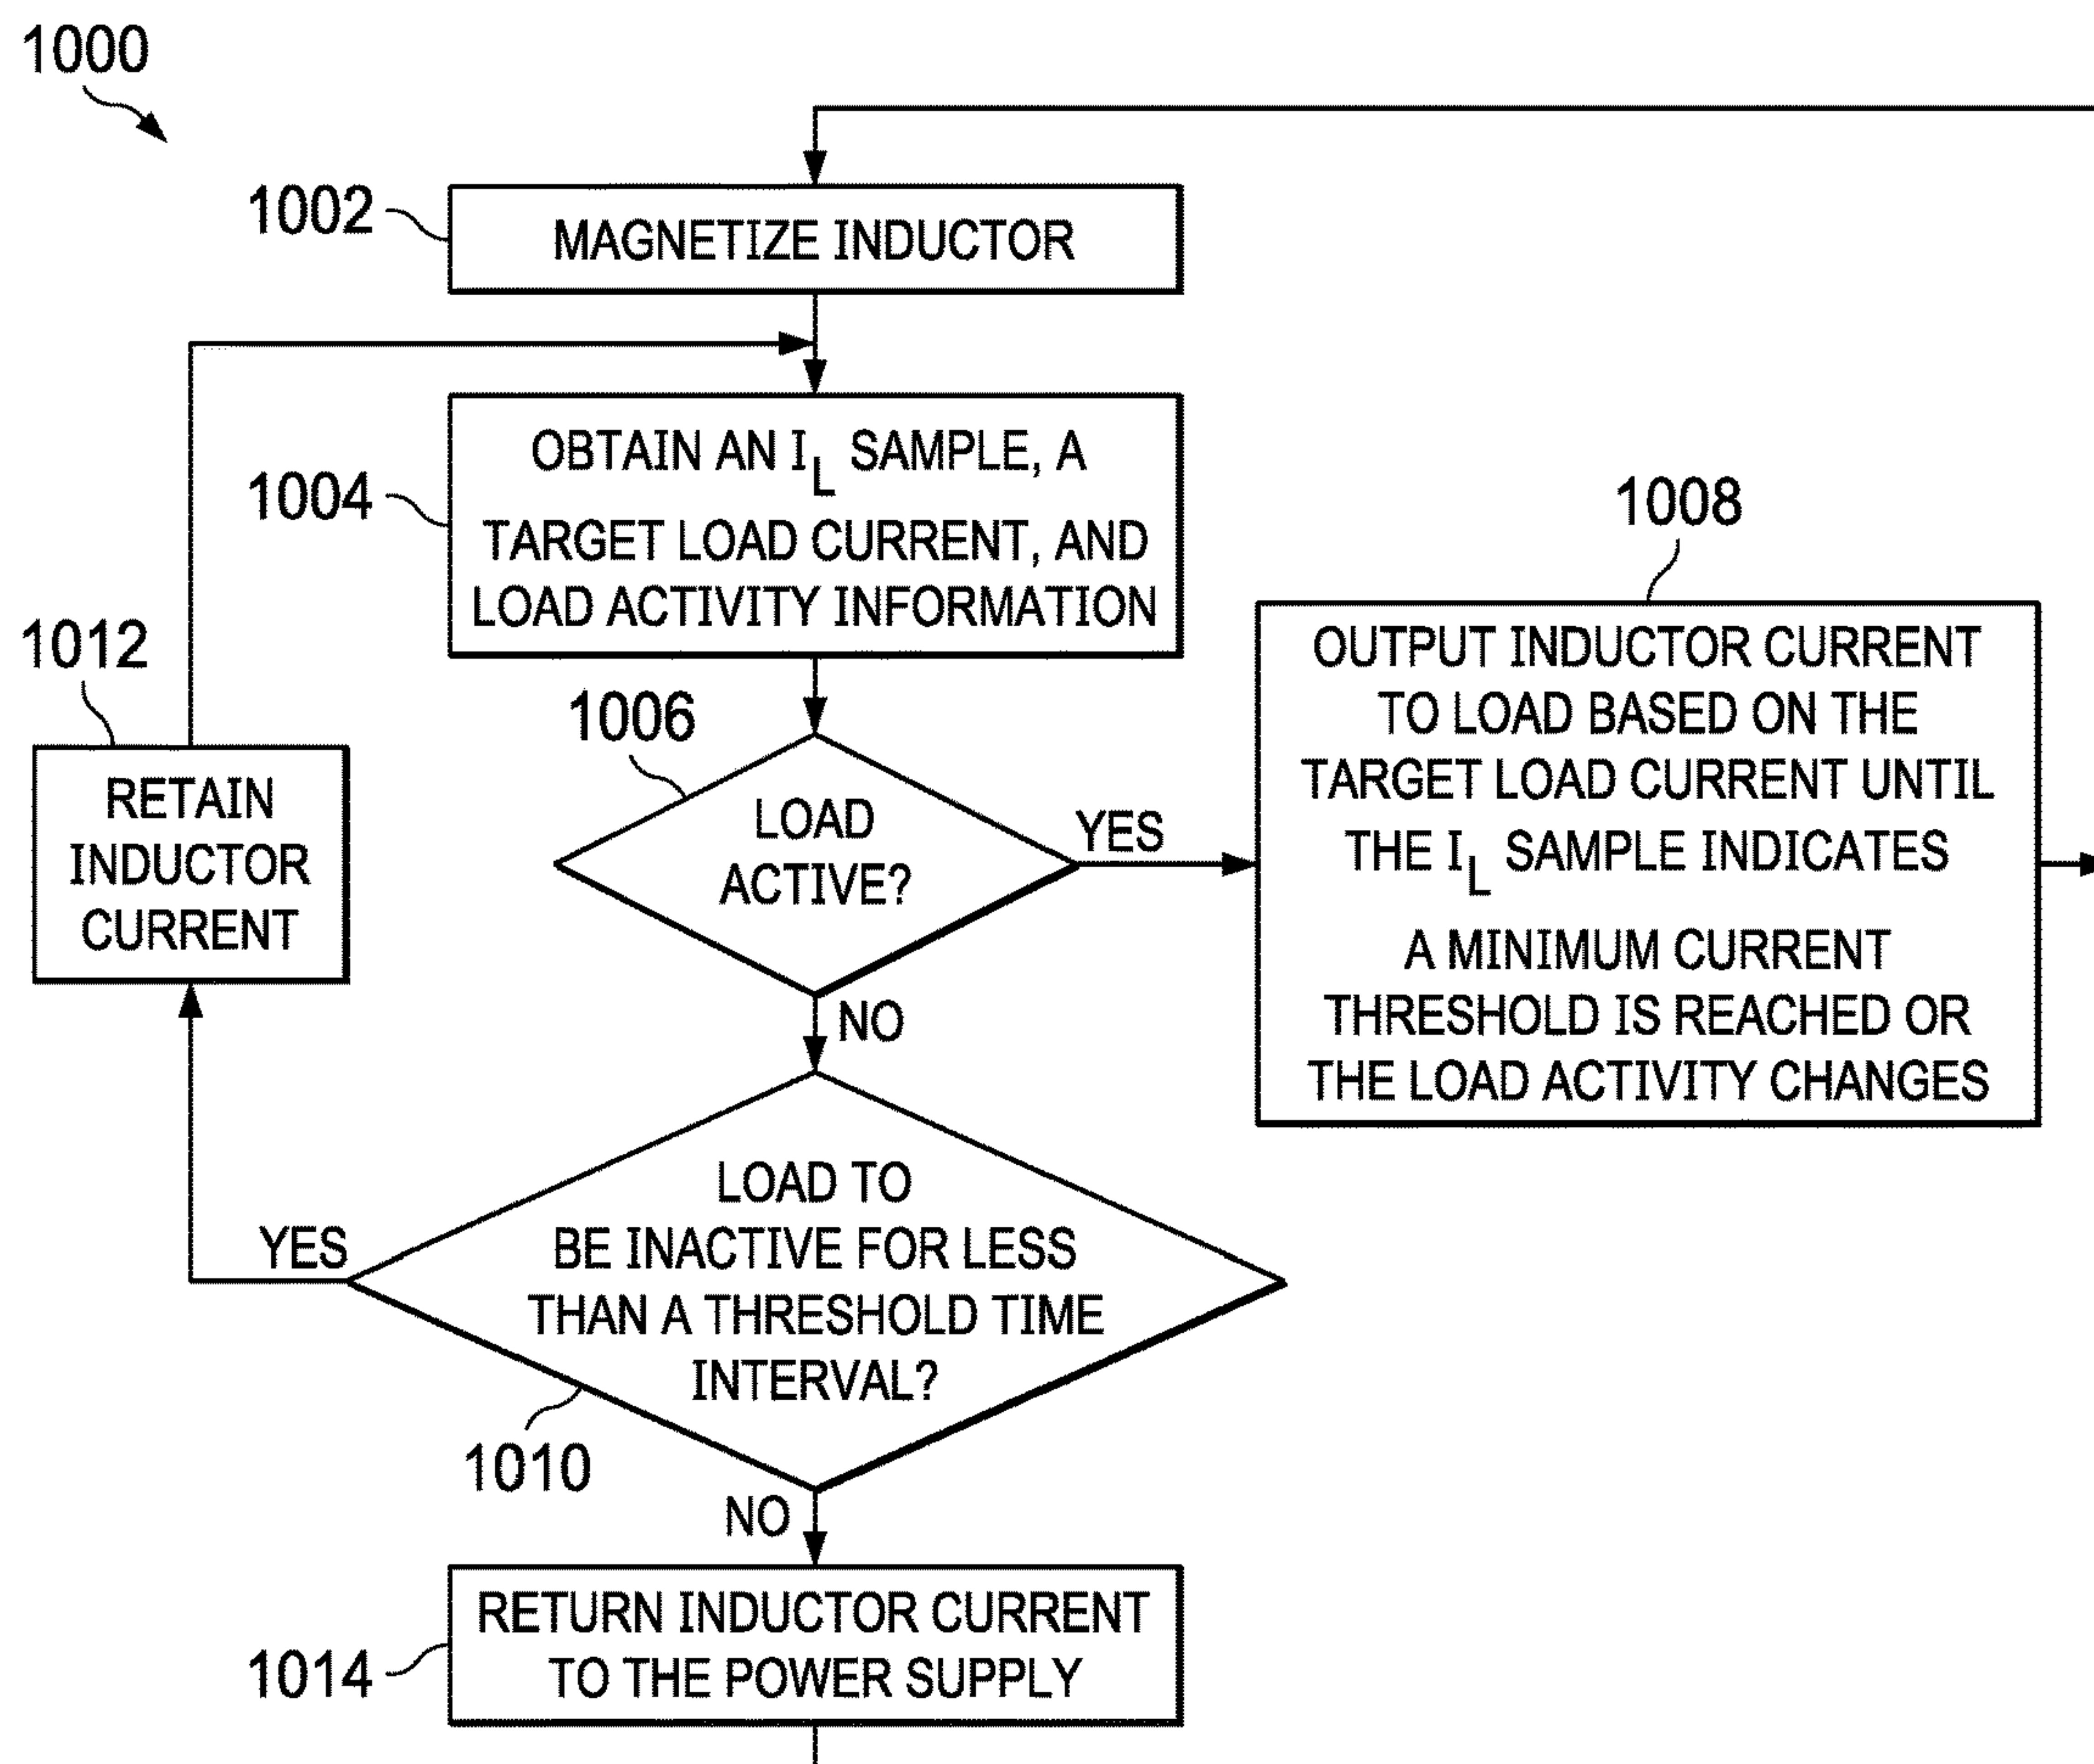 1000
1002
MAGNETIZE INDUCTOR
1004
OBTAIN AN I_L SAMPLE, A
TARGET LOAD CURRENT, AND
LOAD ACTIVITY INFORMATION
1006
LOAD
ACTIVE?
YES
NO
1008
OUTPUT INDUCTOR CURRENT
TO LOAD BASED ON THE
TARGET LOAD CURRENT UNTIL
THE I_L SAMPLE INDICATES
A MINIMUM CURRENT
THRESHOLD IS REACHED OR
THE LOAD ACTIVITY CHANGES
1012
RETAIN
INDUCTOR
CURRENT
YES
LOAD TO
BE INACTIVE FOR LESS
THAN A THRESHOLD TIME
INTERVAL?
1010
NO
1014
RETURN INDUCTOR CURRENT
TO THE POWER SUPPLY